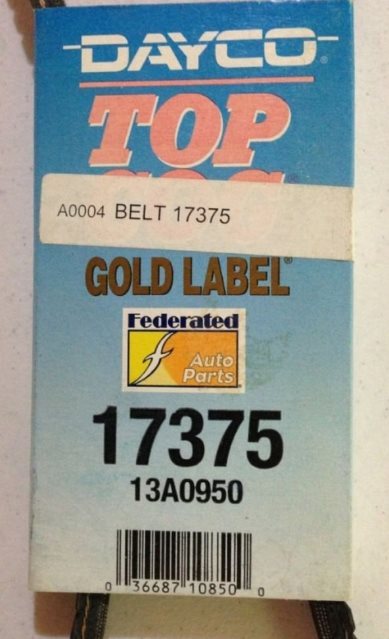 DAYCO®
TOP
A0004 BELT 17375
GOLD LABEL®
Federated
Auto
Parts
17375
13A0950
0 36687 10850 0